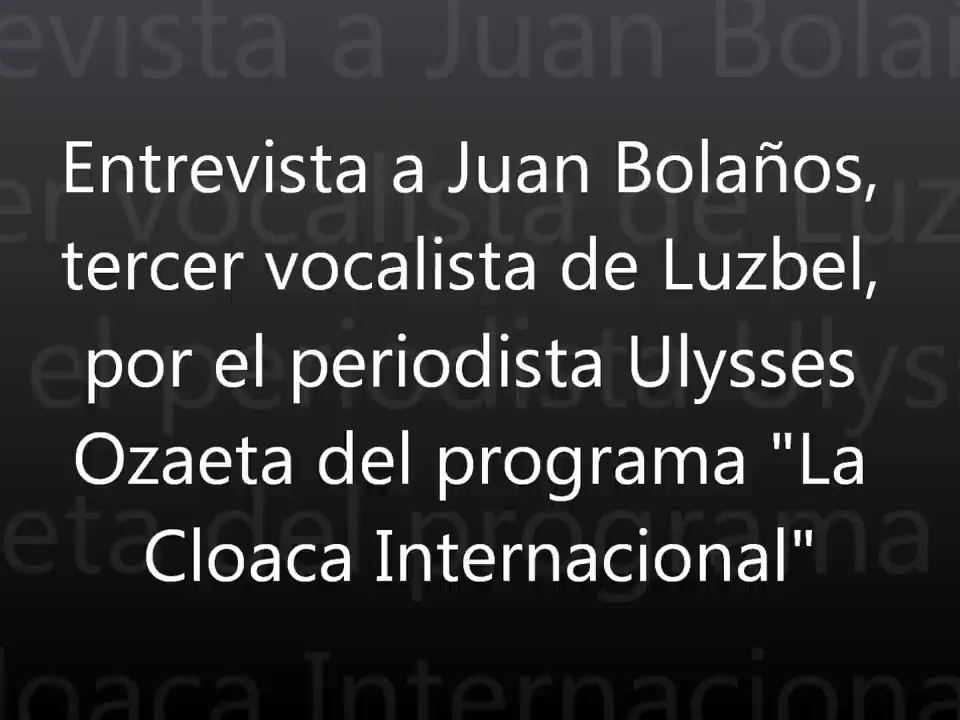 Entrevista a Juan Bolaños,
tercer vocalista de Luzbel,
por el periodista Ulysses
Ozaeta del programa "La
Cloaca Internacional"